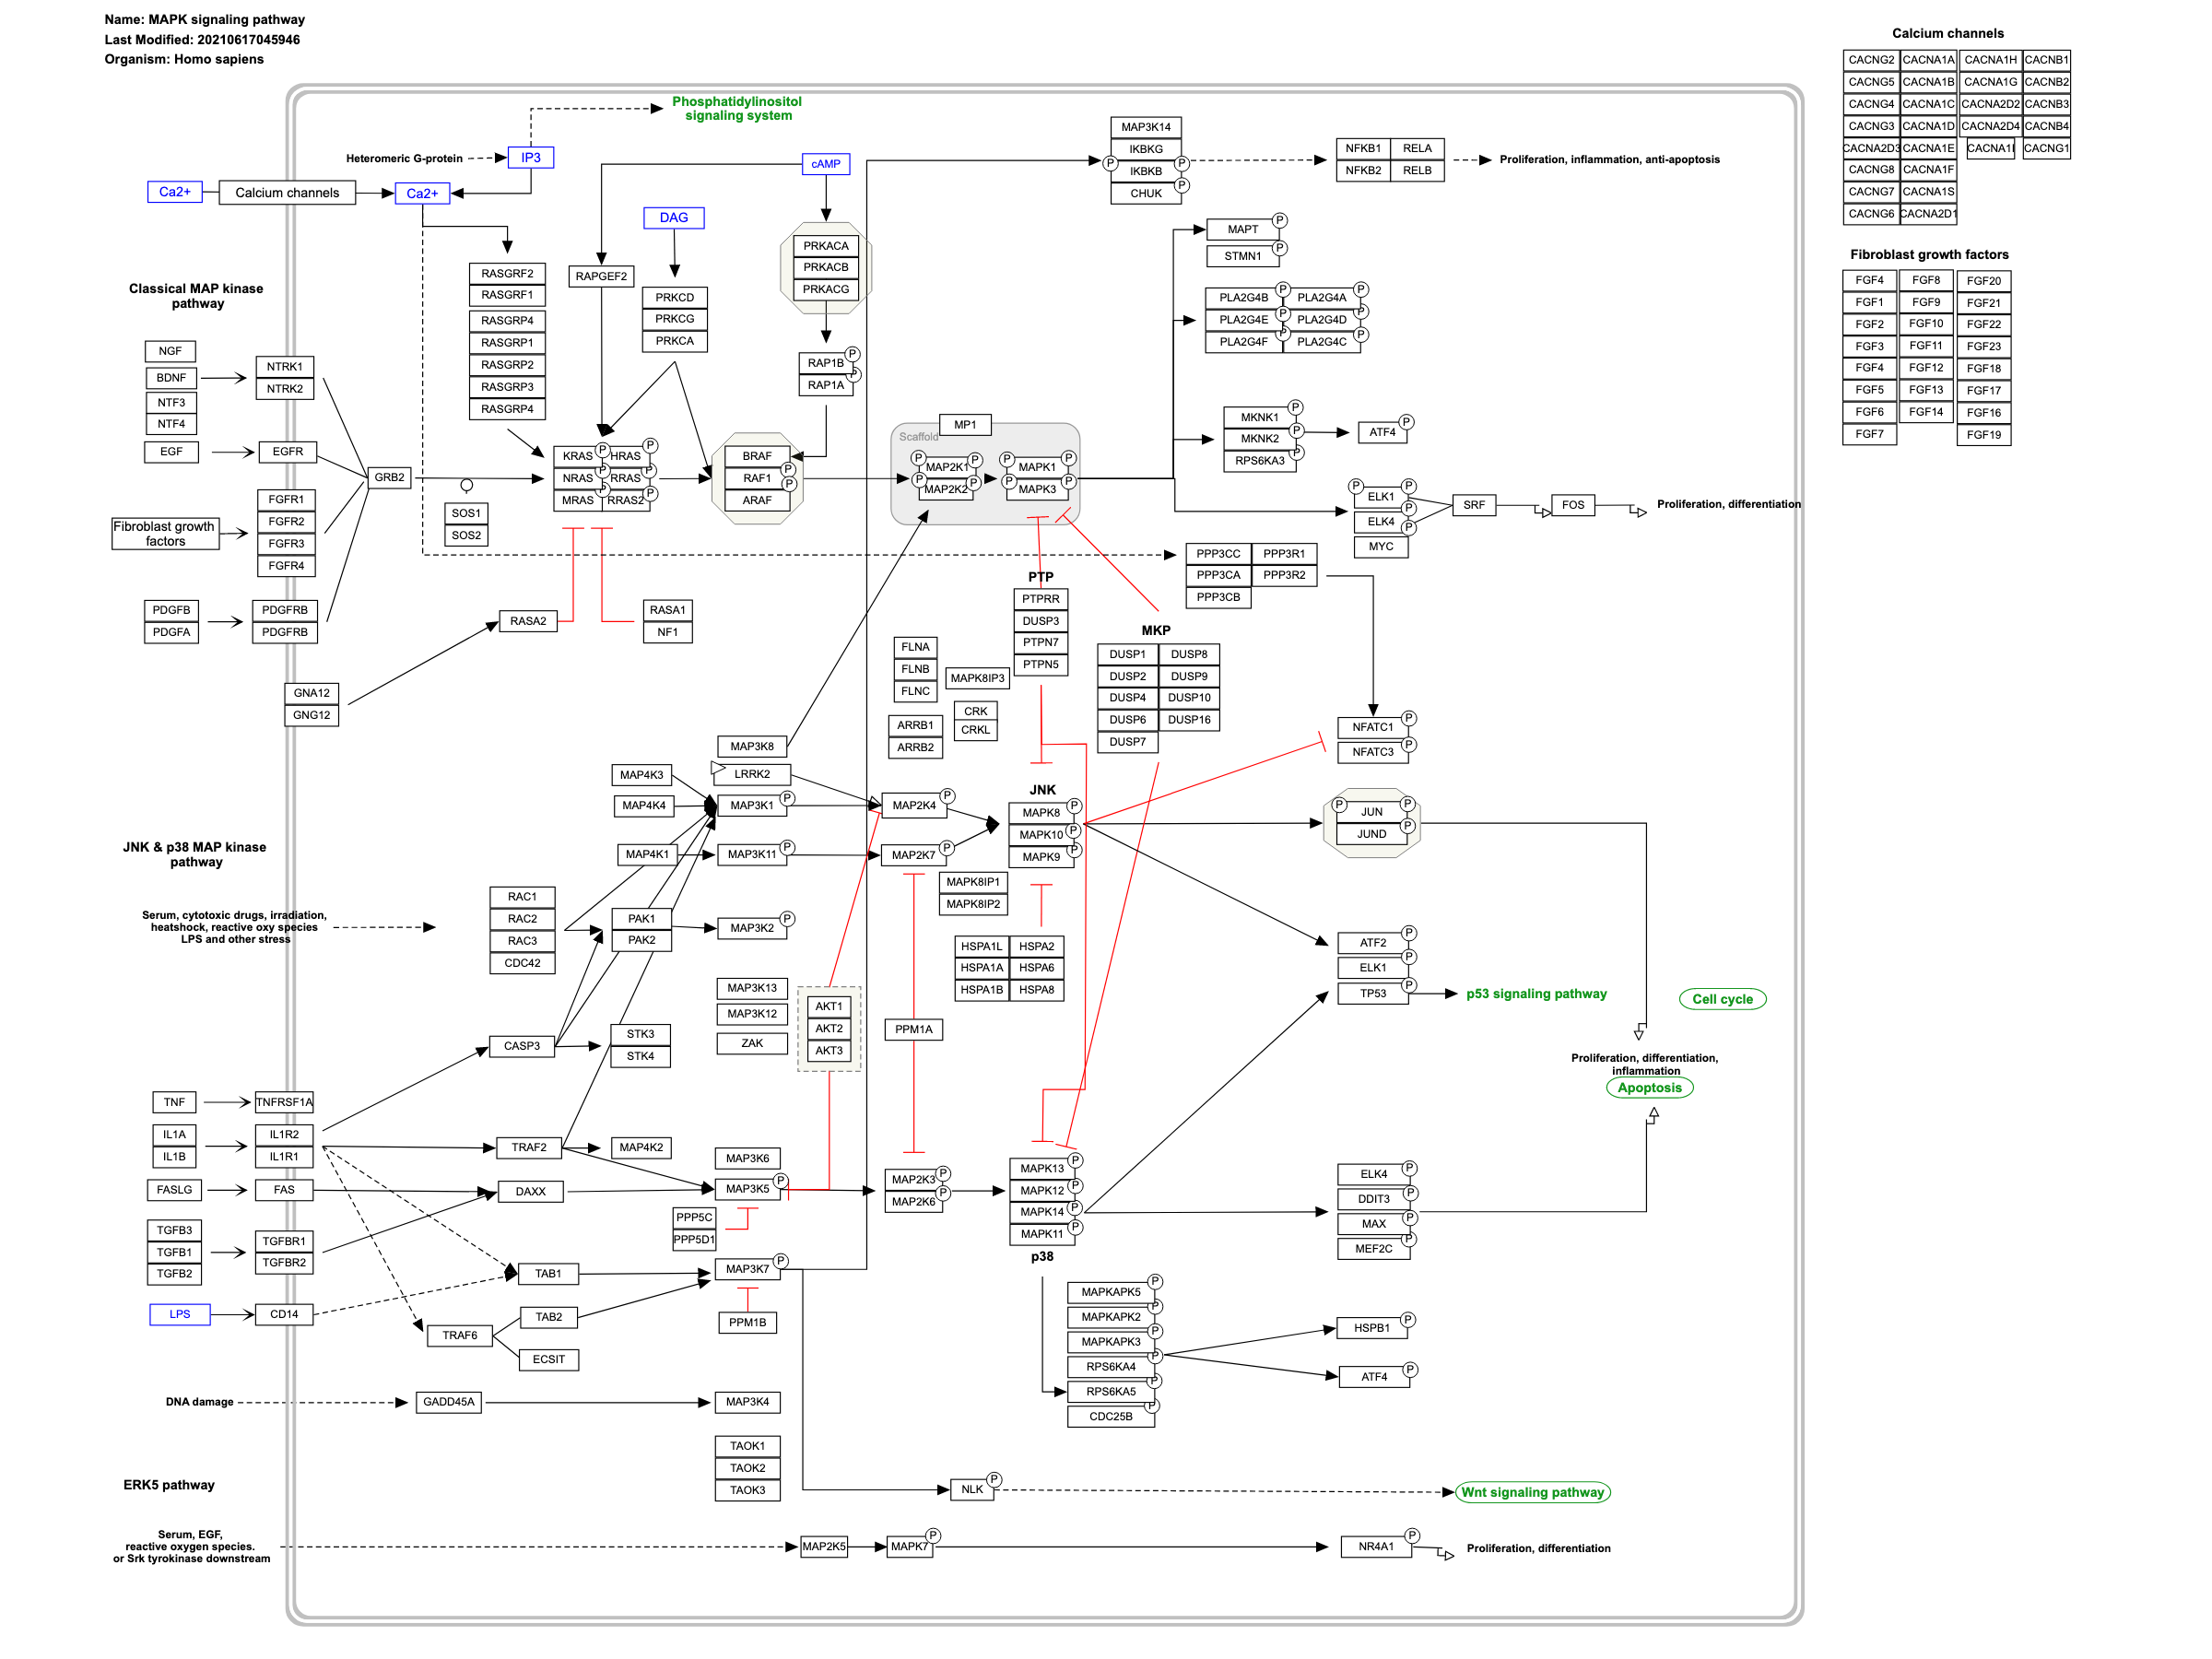 Name: MAPK signaling pathway
Last Modified: 20210617045946
Organism: Homo sapiens
Phosphatidylinositol
signaling system
Heteromeric G-protein
IP3
cAMP
Ca2+
Calcium channels
Ca2+
DAG
MAP3K14
IKBKG
IKBKB
CHUK
P
P
P
NFKB1
RELA
NFKB2
RELB
Proliferation, inflammation, anti-apoptosis
Calcium channels
CACNG2 CACNA1A CACNA1H CACNB1
CACNG5 CACNA1B CACNA1G CACNB2
CACNG4 CACNA1C CACNA2D2 CACNB3
CACNG3 CACNA1D CACNA2D4 CACNB4
CACNA2D3 CACNA1E CACNA1I CACNG1
CACNG8 CACNA1F
CACNG7 CACNA1S
CACNG6 CACNA2D1
Fibroblast growth factors
FGF4 FGF8 FGF20
FGF1 FGF9 FGF21
FGF2 FGF10 FGF22
FGF3 FGF11 FGF23
FGF4 FGF12 FGF18
FGF5 FGF13 FGF17
FGF6 FGF14 FGF16
FGF7 FGF19
Classical MAP kinase
pathway
NGF
BDNF
NTF3
NTF4
EGF
Fibroblast growth
factors
PDGFB
PDGFA
NTRK1
NTRK2
EGFR
FGFR1
FGFR2
FGFR3
FGFR4
PDGFRB
PDGFRB
GNA12
GNG12
GRB2
SOS1
SOS2
RASGRF2
RASGRF1
RASGRP4
RASGRP1
RASGRP2
RASGRP3
RASGRP4
RAPGEF2
PRKCD
PRKCG
PRKCA
PRKACA
PRKACB
PRKACG
RAP1B P
RAP1A P
KRAS P HRAS P
NRAS P RRAS P
MRAS P RRAS2 P
BRAF
RAF1 P
ARAF P
RASA2
RASA1
NF1
MP1
Scaffold
P MAP2K1 P
P MAP2K2 P
P MAPK1 P
P MAPK3 P
MAPT P
STMN1 P
PLA2G4B P PLA2G4A P
PLA2G4E P PLA2G4D P
PLA2G4F P PLA2G4C P
MKNK1 P
MKNK2 P
RPS6KA3 P
ATF4 P
P ELK1 P
ELK4 P
MYC P
SRF
FOS
Proliferation, differentiation
PPP3CC PPP3R1
PPP3CA PPP3R2
PPP3CB
PTP
PTPRR
DUSP3
PTPN7
PTPN5
MKP
DUSP1 DUSP8
DUSP2 DUSP9
DUSP4 DUSP10
DUSP6 DUSP16
DUSP7
FLNA
FLNB
FLNC
MAPK8IP3
CRK
CRKL
ARRB1
ARRB2
NFATC1 P
NFATC3 P
JNK & p38 MAP kinase
pathway
MAP3K8
LRRK2
MAP4K3
MAP4K4
MAP3K1 P
MAP4K1
MAP3K11 P
MAP2K4 P
MAP2K7 P
JNK
MAPK8 P
MAPK10 P
MAPK9 P
MAPK8IP1
MAPK8IP2
P JUN P
JUND P
Serum, cytotoxic drugs, irradiation,
heatshock, reactive oxy species
LPS and other stress
RAC1
RAC2
RAC3
CDC42
PAK1
PAK2
MAP3K2 P
HSPA1L HSPA2
HSPA1A HSPA6
HSPA1B HSPA8
ATF2 P
ELK1 P
TP53 P
p53 signaling pathway
Cell cycle
MAP3K13
MAP3K12
ZAK
AKT1
AKT2
AKT3
PPM1A
CASP3
STK3
STK4
Proliferation, differentiation,
inflammation
Apoptosis
TNF
TNFRSF1A
IL1A
IL1B
IL1R2
IL1R1
FASLG
FAS
TGFB3
TGFB1
TGFB2
TGFBR1
TGFBR2
LPS
CD14
TRAF2
MAP4K2
DAXX
MAP3K6
MAP3K5 P
PPP5C
PPP5D1
TAB1
TAB2
TRAF6
ECSIT
MAP3K7 P
PPM1B
MAP2K3 P
MAP2K6 P
MAPK13 P
MAPK12 P
MAPK14 P
MAPK11 P
p38
ELK4 P
DDIT3 P
MAX P
MEF2C P
MAPKAPK5 P
MAPKAPK2 P
MAPKAPK3 P
RPS6KA4 P
RPS6KA5 P
CDC25B P
HSPB1 P
ATF4 P
DNA damage
GADD45A
MAP3K4
TAOK1
TAOK2
TAOK3
ERK5 pathway
NLK P
Wnt signaling pathway
Serum, EGF,
reactive oxygen species.
or Srk tyrokinase downstream
MAP2K5
MAPK7 P
NR4A1 P
Proliferation, differentiation